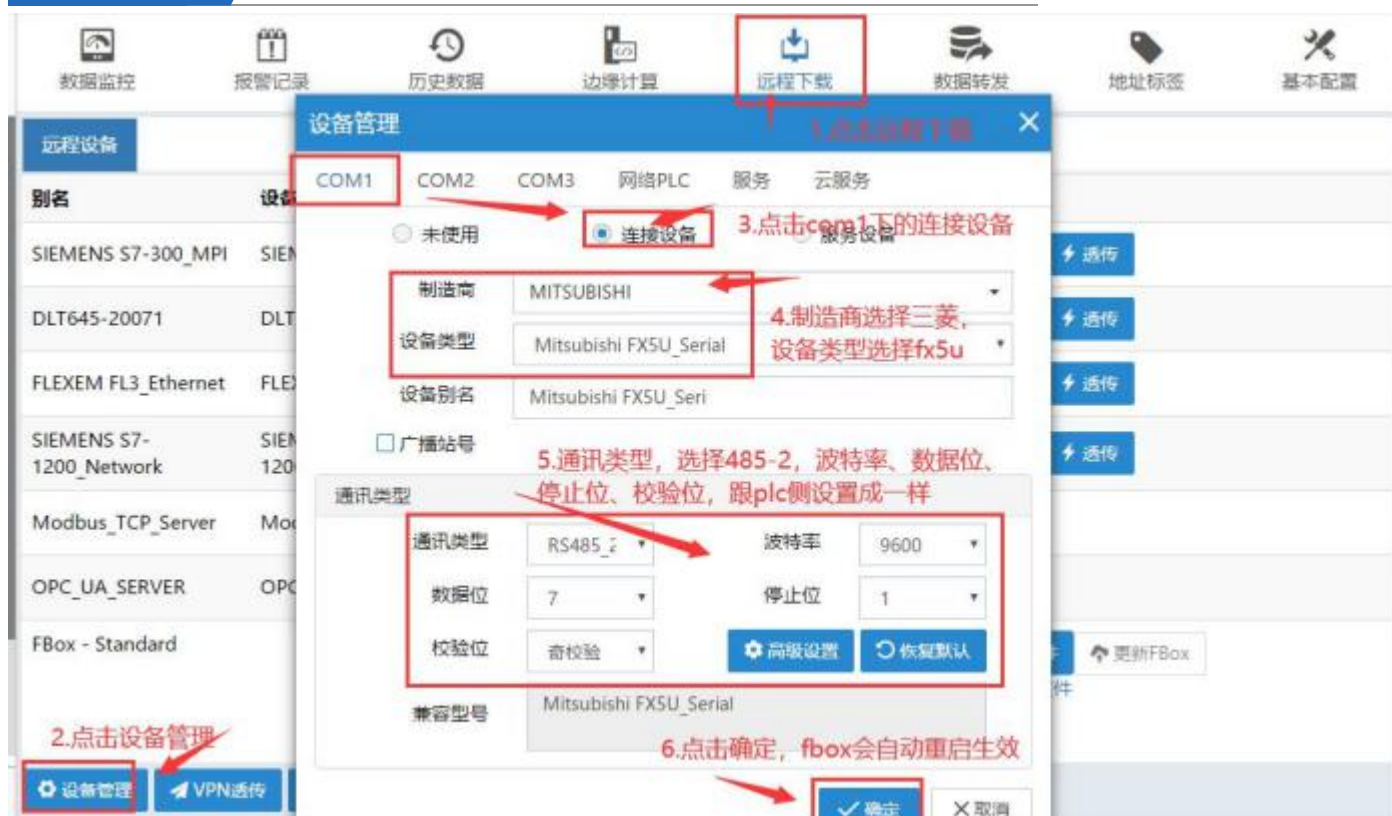 数据监控 报警记录 历史数据 边缘计算 远程下载 数据转发 地址标签 基本配置
设备管理
1.点击远程下载
远程设备
COM1 COM2 COM3 网络PLC 服务 云服务
别名 设备
未使用 连接设备 服务设备
3.点击com1下的连接设备
SIEMENS S7-300_MPI SIEM 透传
制造商 MITSUBISHI
DLT645-20071 DLT 透传
4.制造商选择三菱,
设备类型选择fx5u
设备类型 Mitsubishi FX5U_Serial
FLEXEM FL3_Ethernet FLEX 透传
设备别名 Mitsubishi FX5U_Seri
SIEMENS S7-
1200_Network
SIEM
120
透传
广播站号
5.通讯类型，选择485-2，波特率、数据位、
停止位、校验位，跟plc侧设置成一样
通讯类型
Modbus_TCP_Server Mod
通讯类型 RS485_2 波特率 9600
OPC_UA_SERVER OPC
数据位 7 停止位 1
FBox - Standard
校验位 奇校验 高级设置 恢复默认
更新FBox
件
兼容型号 Mitsubishi FX5U_Serial
2.点击设备管理
6.点击确定，fbox会自动重启生效
设备管理 VPN透传
确定 取消